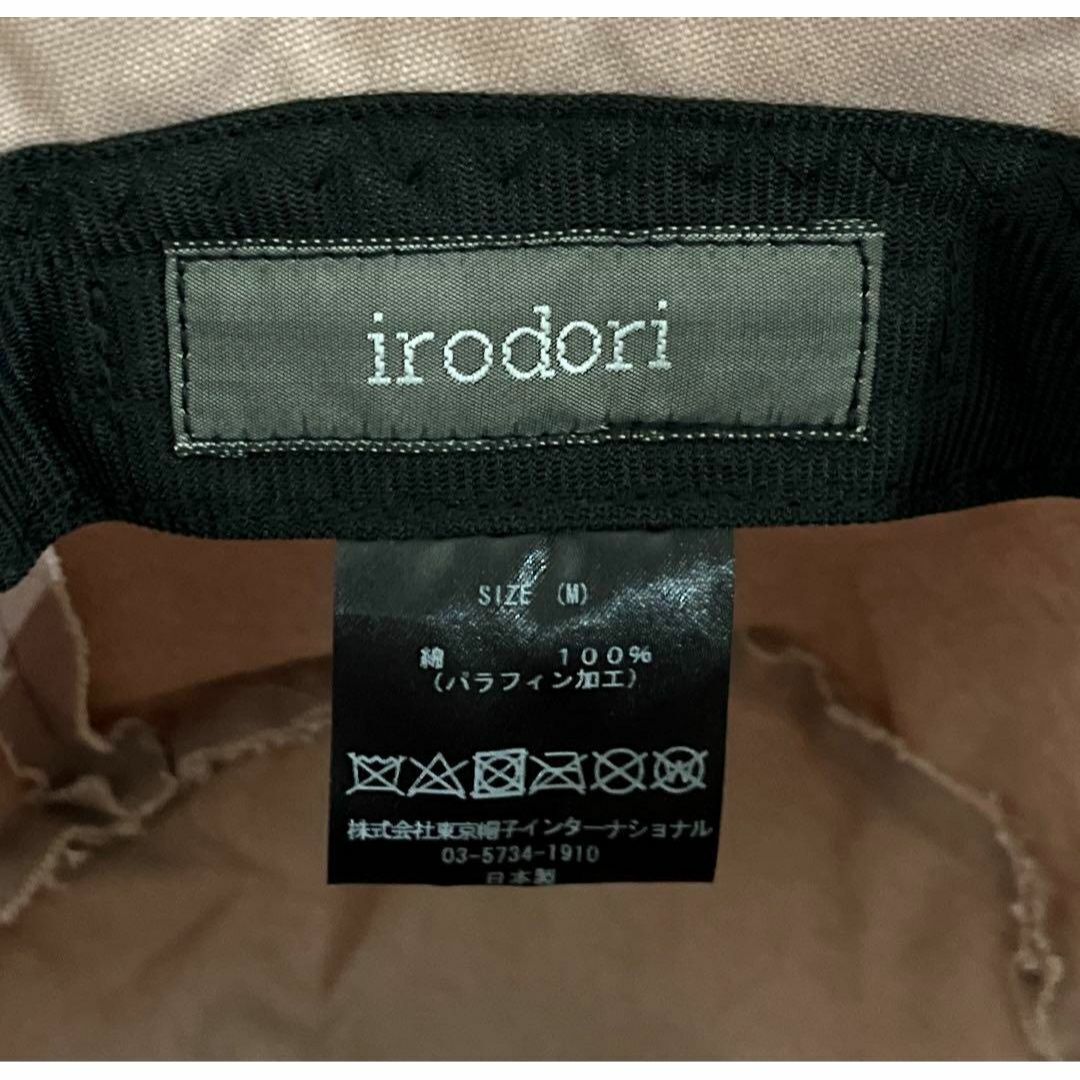 irodori
SIZE (M)
綿 100%
(パラフィン加工)
株式会社東京帽子インターナショナル
03-5734-1910
日本製